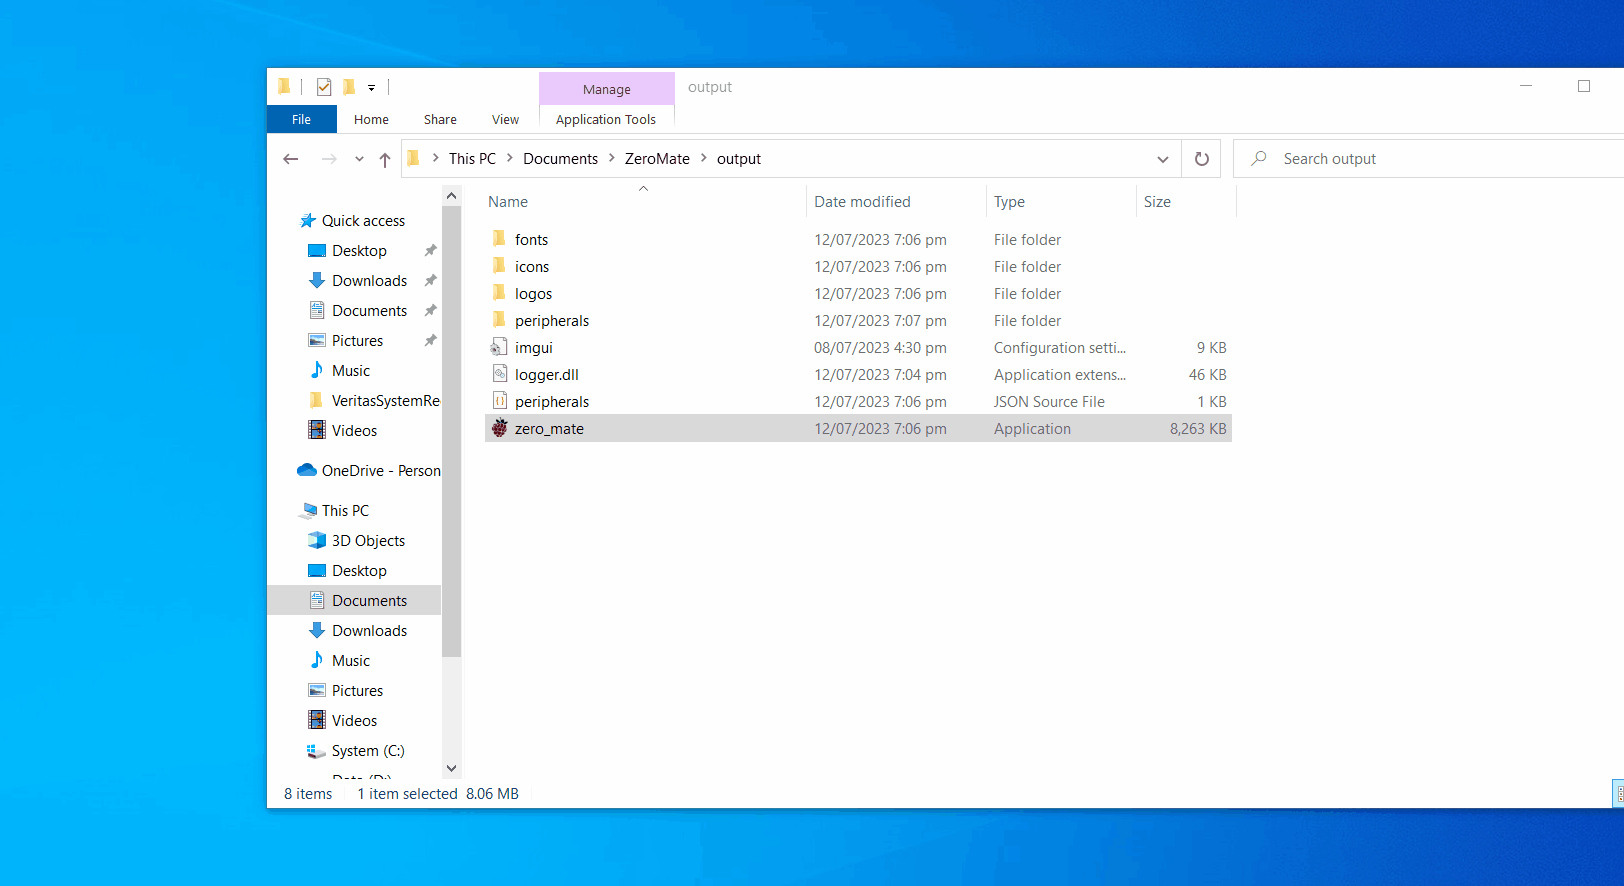 Manage
output
File
Home
Share
View
Application Tools
This PC
Documents
ZeroMate
output
Search output
Quick access
Desktop
Downloads
Documents
Pictures
Music
VeritasSystemRe
Videos
OneDrive - Person
This PC
3D Objects
Desktop
Documents
Downloads
Music
Pictures
Videos
System (C:)
Data (D:)
Name Date modified Type Size
fonts 12/07/2023 7:06 pm File folder
icons 12/07/2023 7:06 pm File folder
logos 12/07/2023 7:06 pm File folder
peripherals 12/07/2023 7:07 pm File folder
imgui 08/07/2023 4:30 pm Configuration setti... 9 KB
logger.dll 12/07/2023 7:04 pm Application extens... 46 KB
peripherals 12/07/2023 7:06 pm JSON Source File 1 KB
zero_mate 12/07/2023 7:06 pm Application 8,263 KB
8 items 1 item selected 8.06 MB